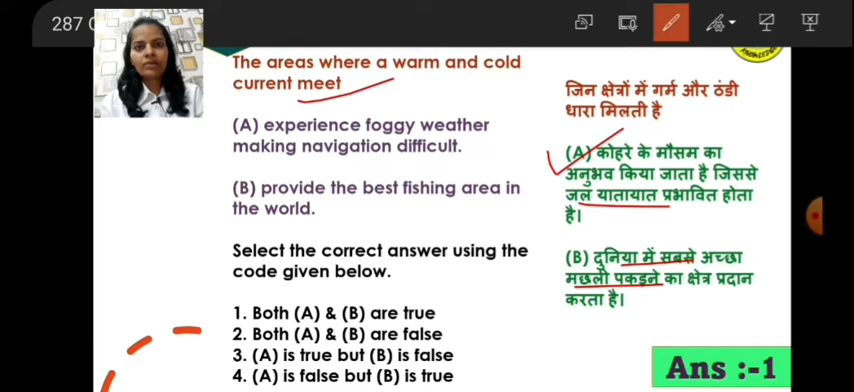 287
The areas where a warm and cold
current meet
(A) experience foggy weather
making navigation difficult.
(B) provide the best fishing area in
the world.
Select the correct answer using the
code given below.
1. Both (A) & (B) are true
2. Both (A) & (B) are false
3. (A) is true but (B) is false
4. (A) is false but (B) is true
जिन क्षेत्रों में गर्म और ठंडी
धारा मिलती है
(A) कोहरे के मौसम का
अनुभव किया जाता है जिससे
जल यातायात प्रभावित होता
है।
(B) दुनिया में सबसे अच्छा
मछली पकड़ने का क्षेत्र प्रदान
करता है।
Ans :-1